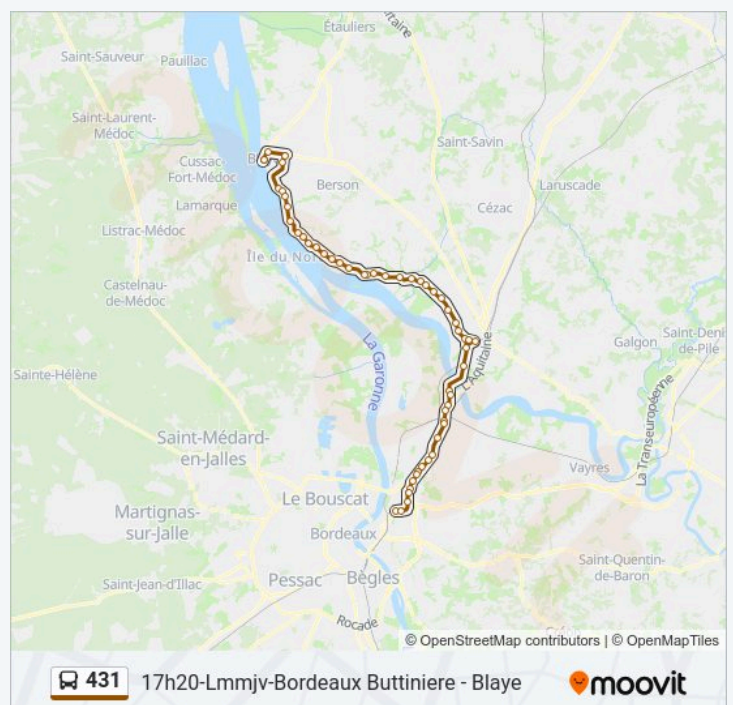 Étauliers
Saint-Sauveur
Pauillac
Saint-Laurent-
Médoc
Saint-Savin
Cussac-
Fort-Médoc
Berson
Laruscade
Lamarque
Cézac
Listrac-Médoc
Île du No
Castelnau-
de-Médoc
L'Aquitaine
La Garonne
Galgon
Saint-Deni
de-Pile
Sainte-Hélène
La Transeuropéenne
Saint-Médard-
en-Jalles
Vayres
Le Bouscat
Martignas-
sur-Jalle
Bordeaux
Saint-Quentin-
de-Baron
Saint-Jean-d'Illac
Pessac
Bègles
Rocade
© OpenStreetMap contributors | © OpenMapTiles
431 17h20-Lmmjv-Bordeaux Buttiniere - Blaye
moovit